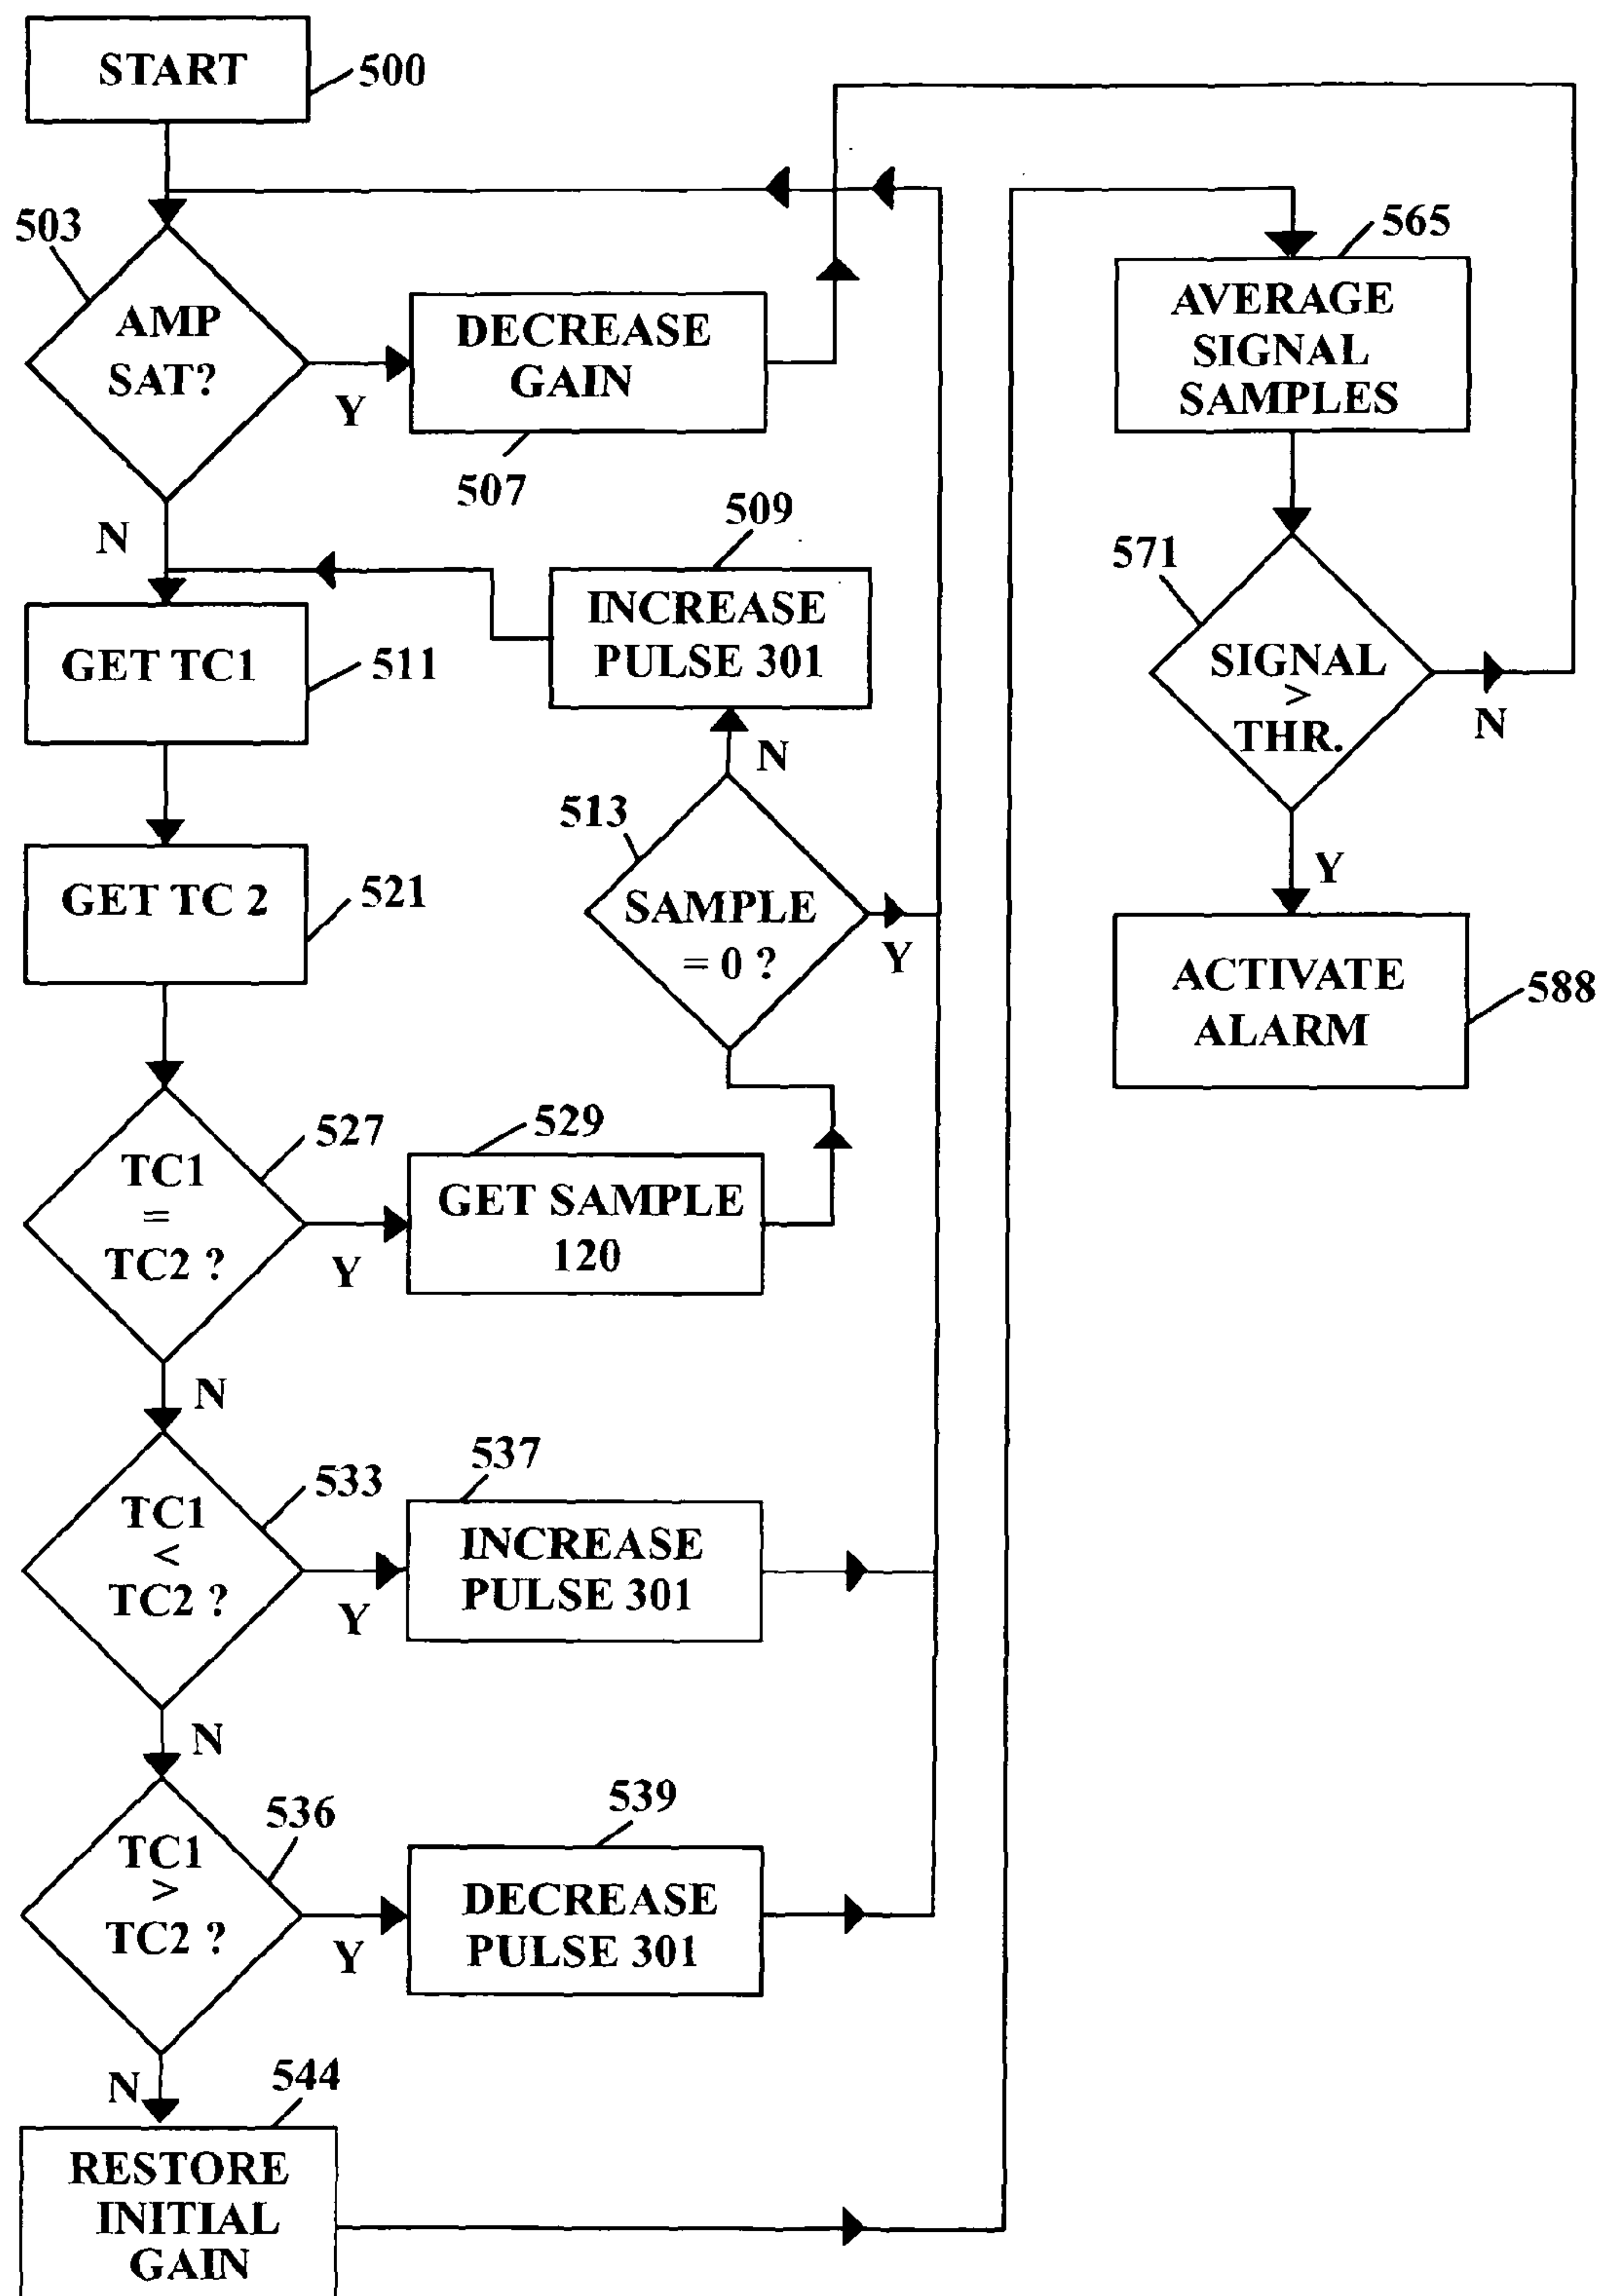 START
500
503
AMP
SAT?
Y
N
DECREASE
GAIN
507
509
INCREASE
PULSE 301
GET TC1
511
GET TC 2
521
513
SAMPLE
= 0 ?
N
Y
527
TC1
=
TC2 ?
Y
N
529
GET SAMPLE
120
533
TC1
<
TC2 ?
Y
N
537
INCREASE
PULSE 301
536
TC1
>
TC2 ?
Y
N
539
DECREASE
PULSE 301
544
RESTORE
INITIAL
GAIN
565
AVERAGE
SIGNAL
SAMPLES
571
SIGNAL
>
THR.
N
Y
ACTIVATE
ALARM
588